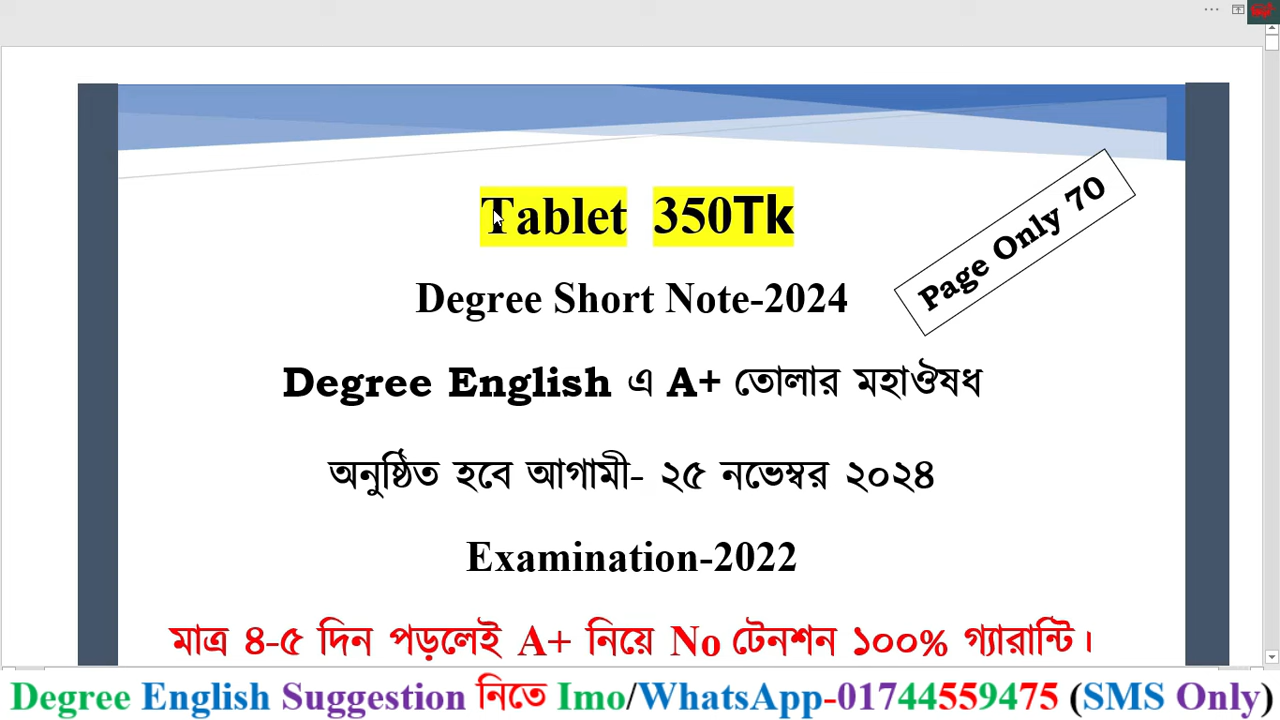 Tablet 350Tk
Page Only 70
Degree Short Note-2024
Degree English এ A+ তোলার মহাঔষধ
অনুষ্ঠিত হবে আগামী- ২৫ নভেম্বর ২০২৪
Examination-2022
মাত্র ৪-৫ দিন পড়লেই A+ নিয়ে No টেনশন ১০০% গ্যারান্টি।
Degree English Suggestion নিতে Imo/WhatsApp-01744559475 (SMS Only)